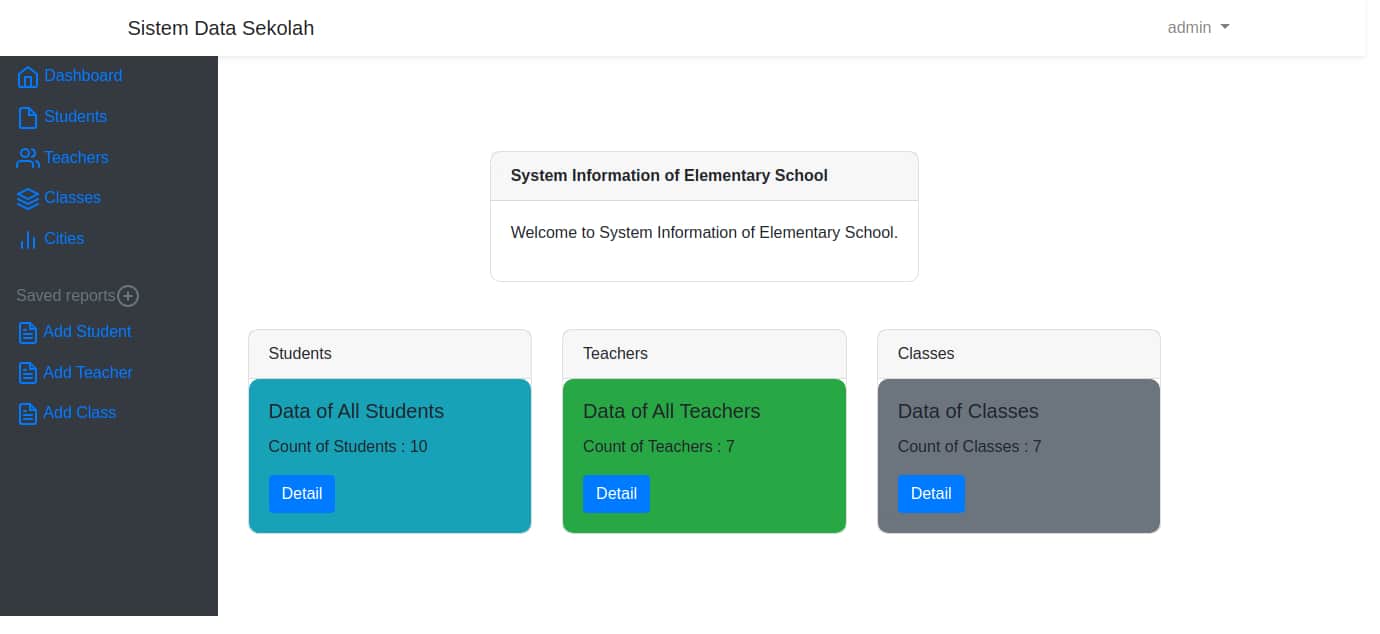 Sistem Data Sekolah
admin
Dashboard
Students
Teachers
Classes
Cities
Saved reports
Add Student
Add Teacher
Add Class
System Information of Elementary School
Welcome to System Information of Elementary School.
Students
Data of All Students
Count of Students : 10
Detail
Teachers
Data of All Teachers
Count of Teachers : 7
Detail
Classes
Data of Classes
Count of Classes : 7
Detail